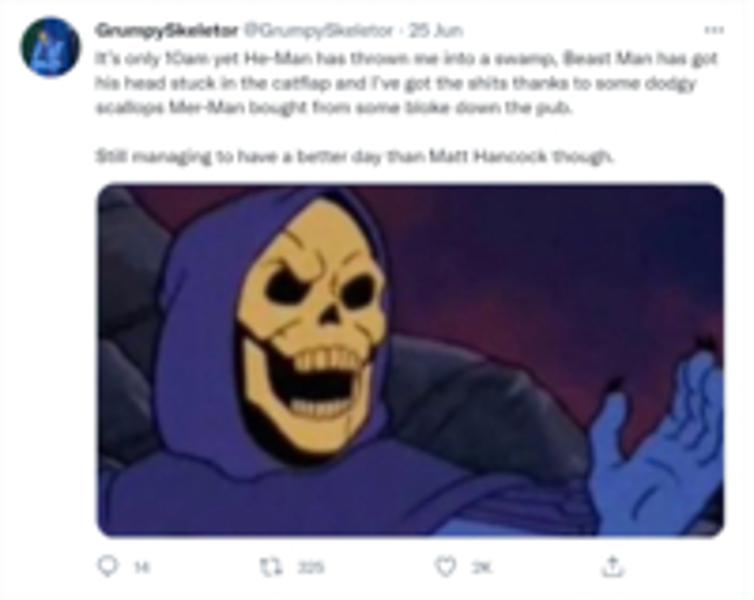 GrumpySkeletor @GrumpySkeletor · 25 Jun
It's only 10am yet He-Man has thrown me into a swamp, Beast Man has got
his head stuck in the catflap and I've got the shits thanks to some dodgy
scallops Mer-Man bought from some bloke down the pub.
Still managing to have a better day than Matt Hancock though.
14 325 2K